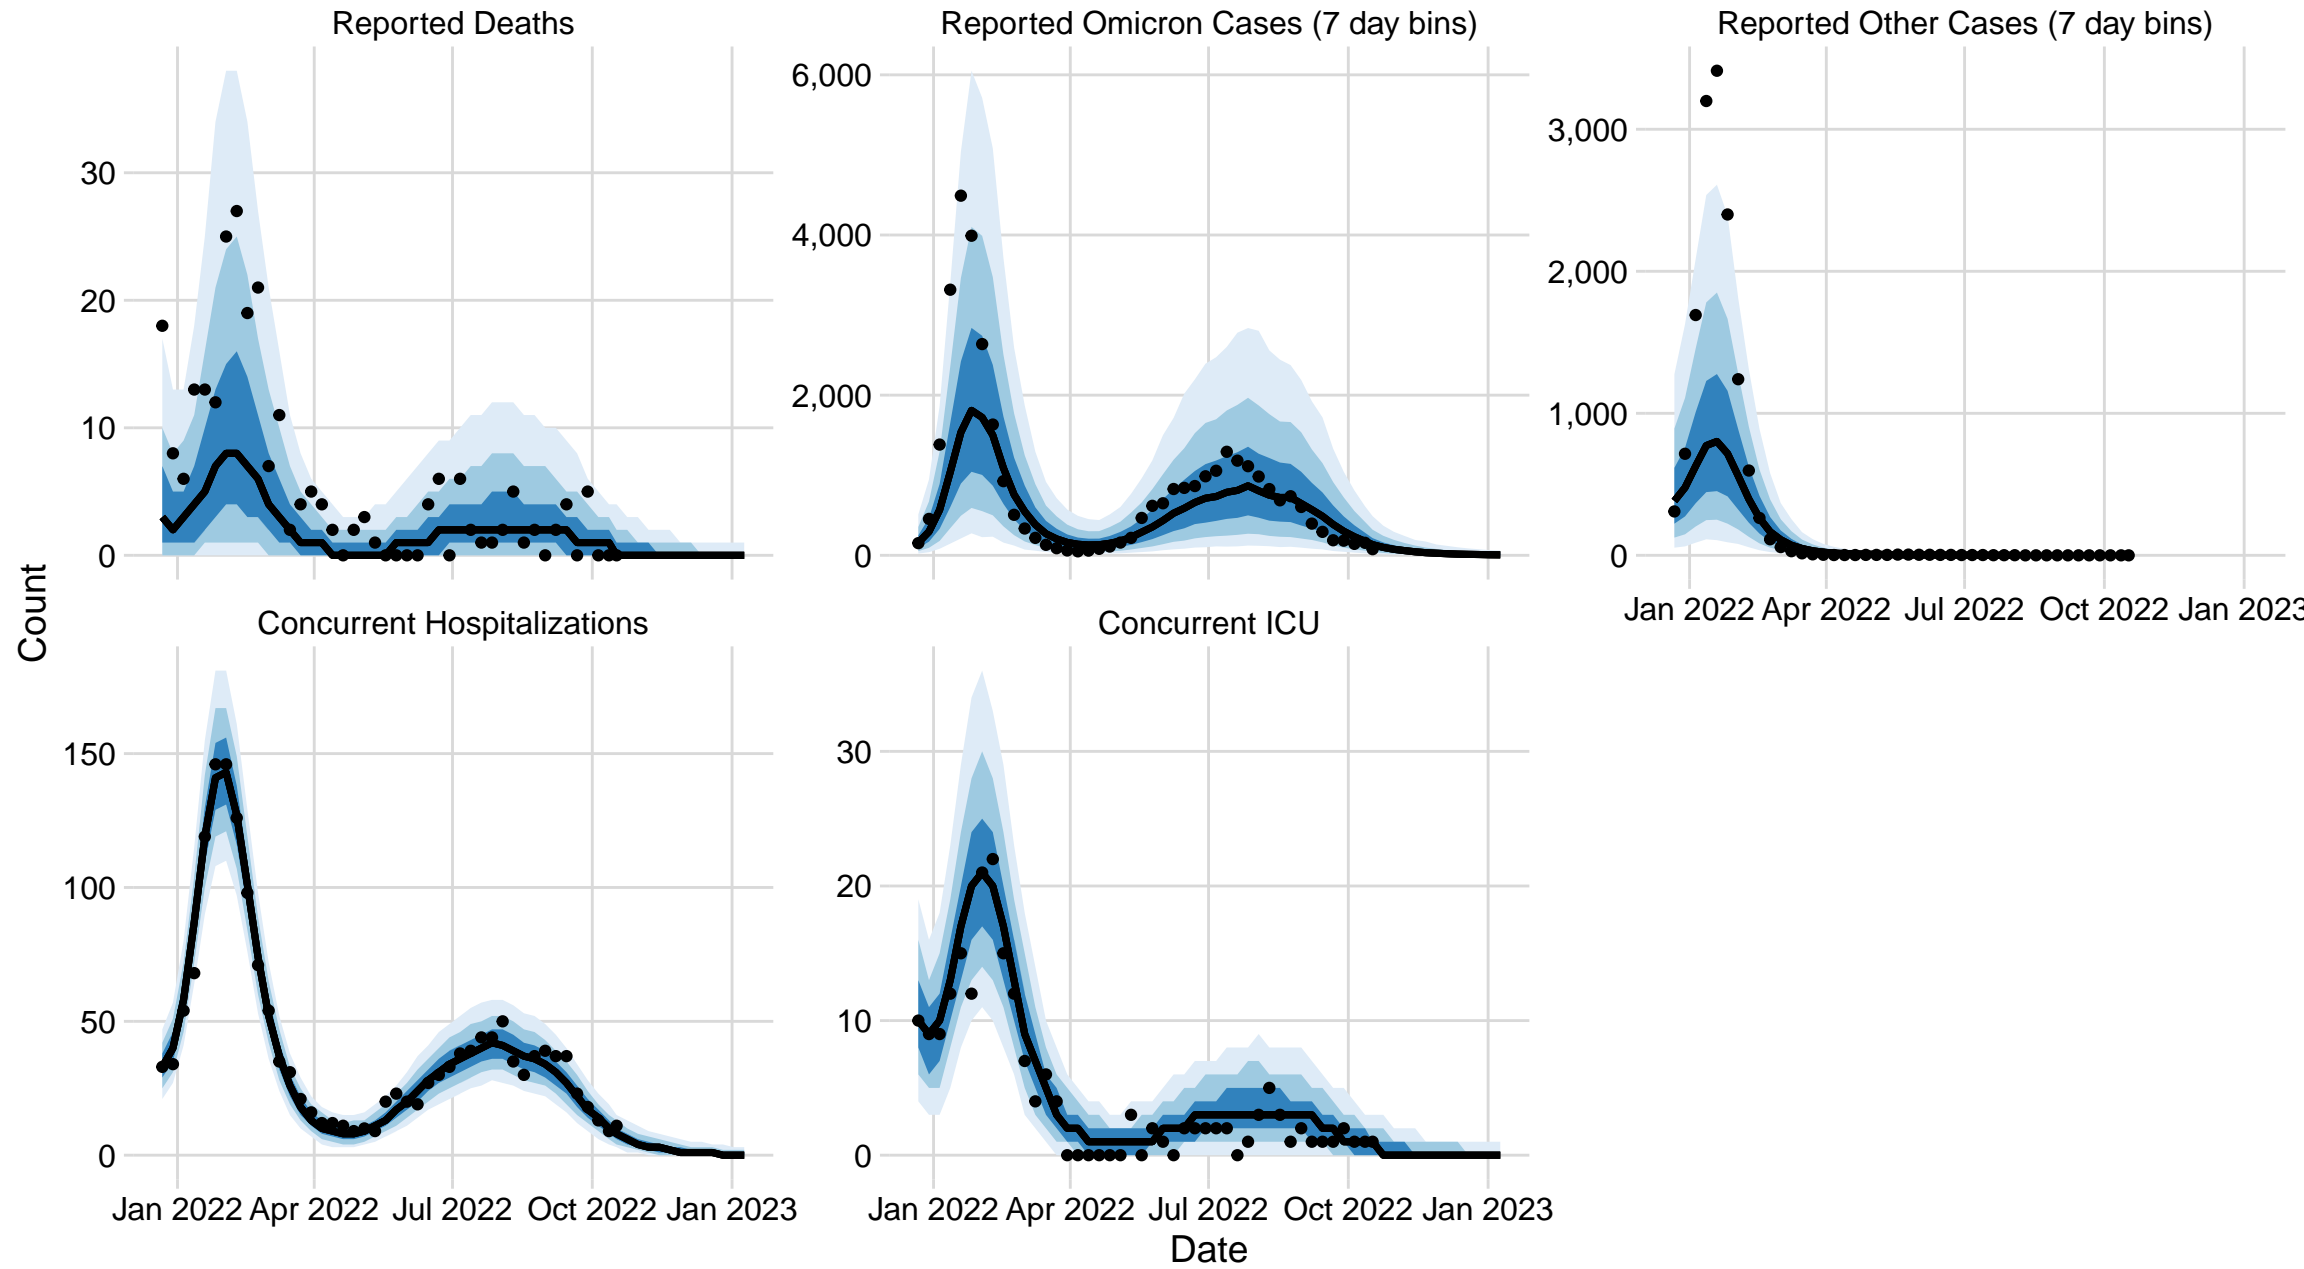 Reported Deaths
Reported Omicron Cases (7 day bins)
Reported Other Cases (7 day bins)
30
20
10
0
6,000
4,000
2,000
0
3,000
2,000
1,000
0
Jan 2022 Apr 2022 Jul 2022 Oct 2022 Jan 2023
Count
Concurrent Hospitalizations
Concurrent ICU
150
100
50
0
30
20
10
0
Jan 2022 Apr 2022 Jul 2022 Oct 2022 Jan 2023
Jan 2022 Apr 2022 Jul 2022 Oct 2022 Jan 2023
Date